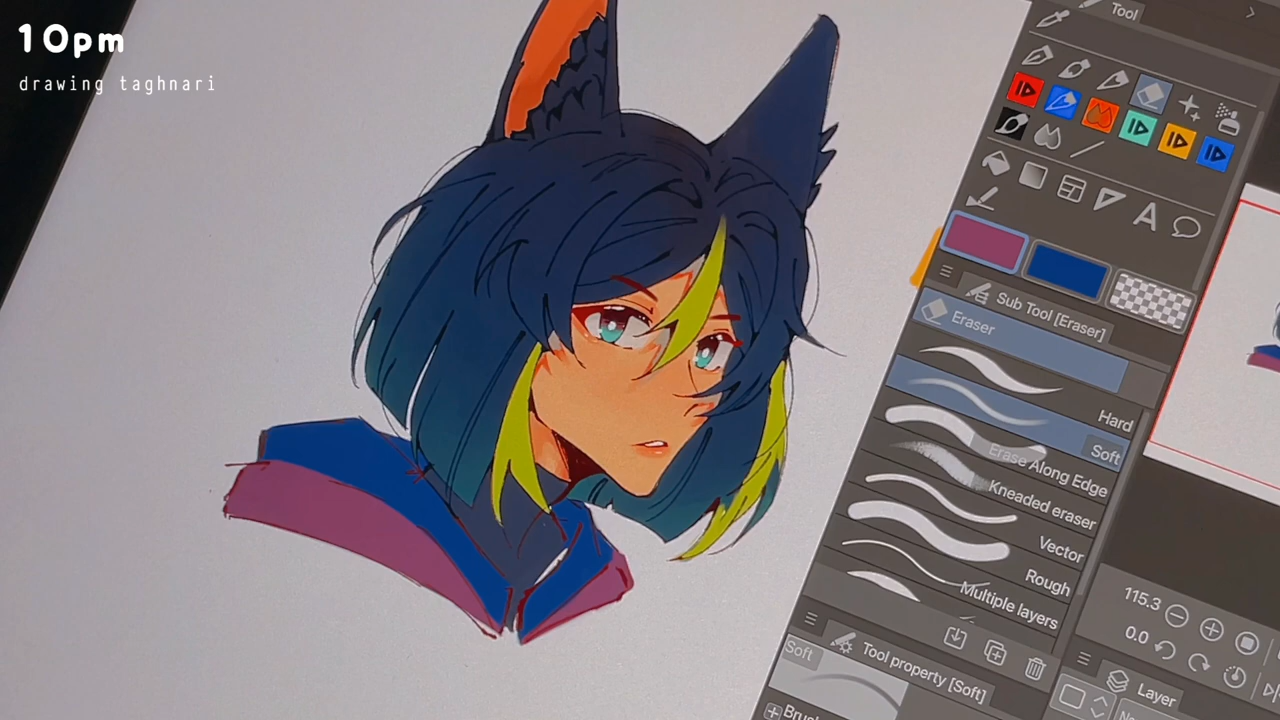 10pm
drawing taghnari
Tool
A
Sub Tool [Eraser]
Eraser
Hard
Soft
Erase Along Edge
Kneaded eraser
Vector
Rough
Multiple layers
115.3
0.0
Tool property [Soft]
Soft
Layer